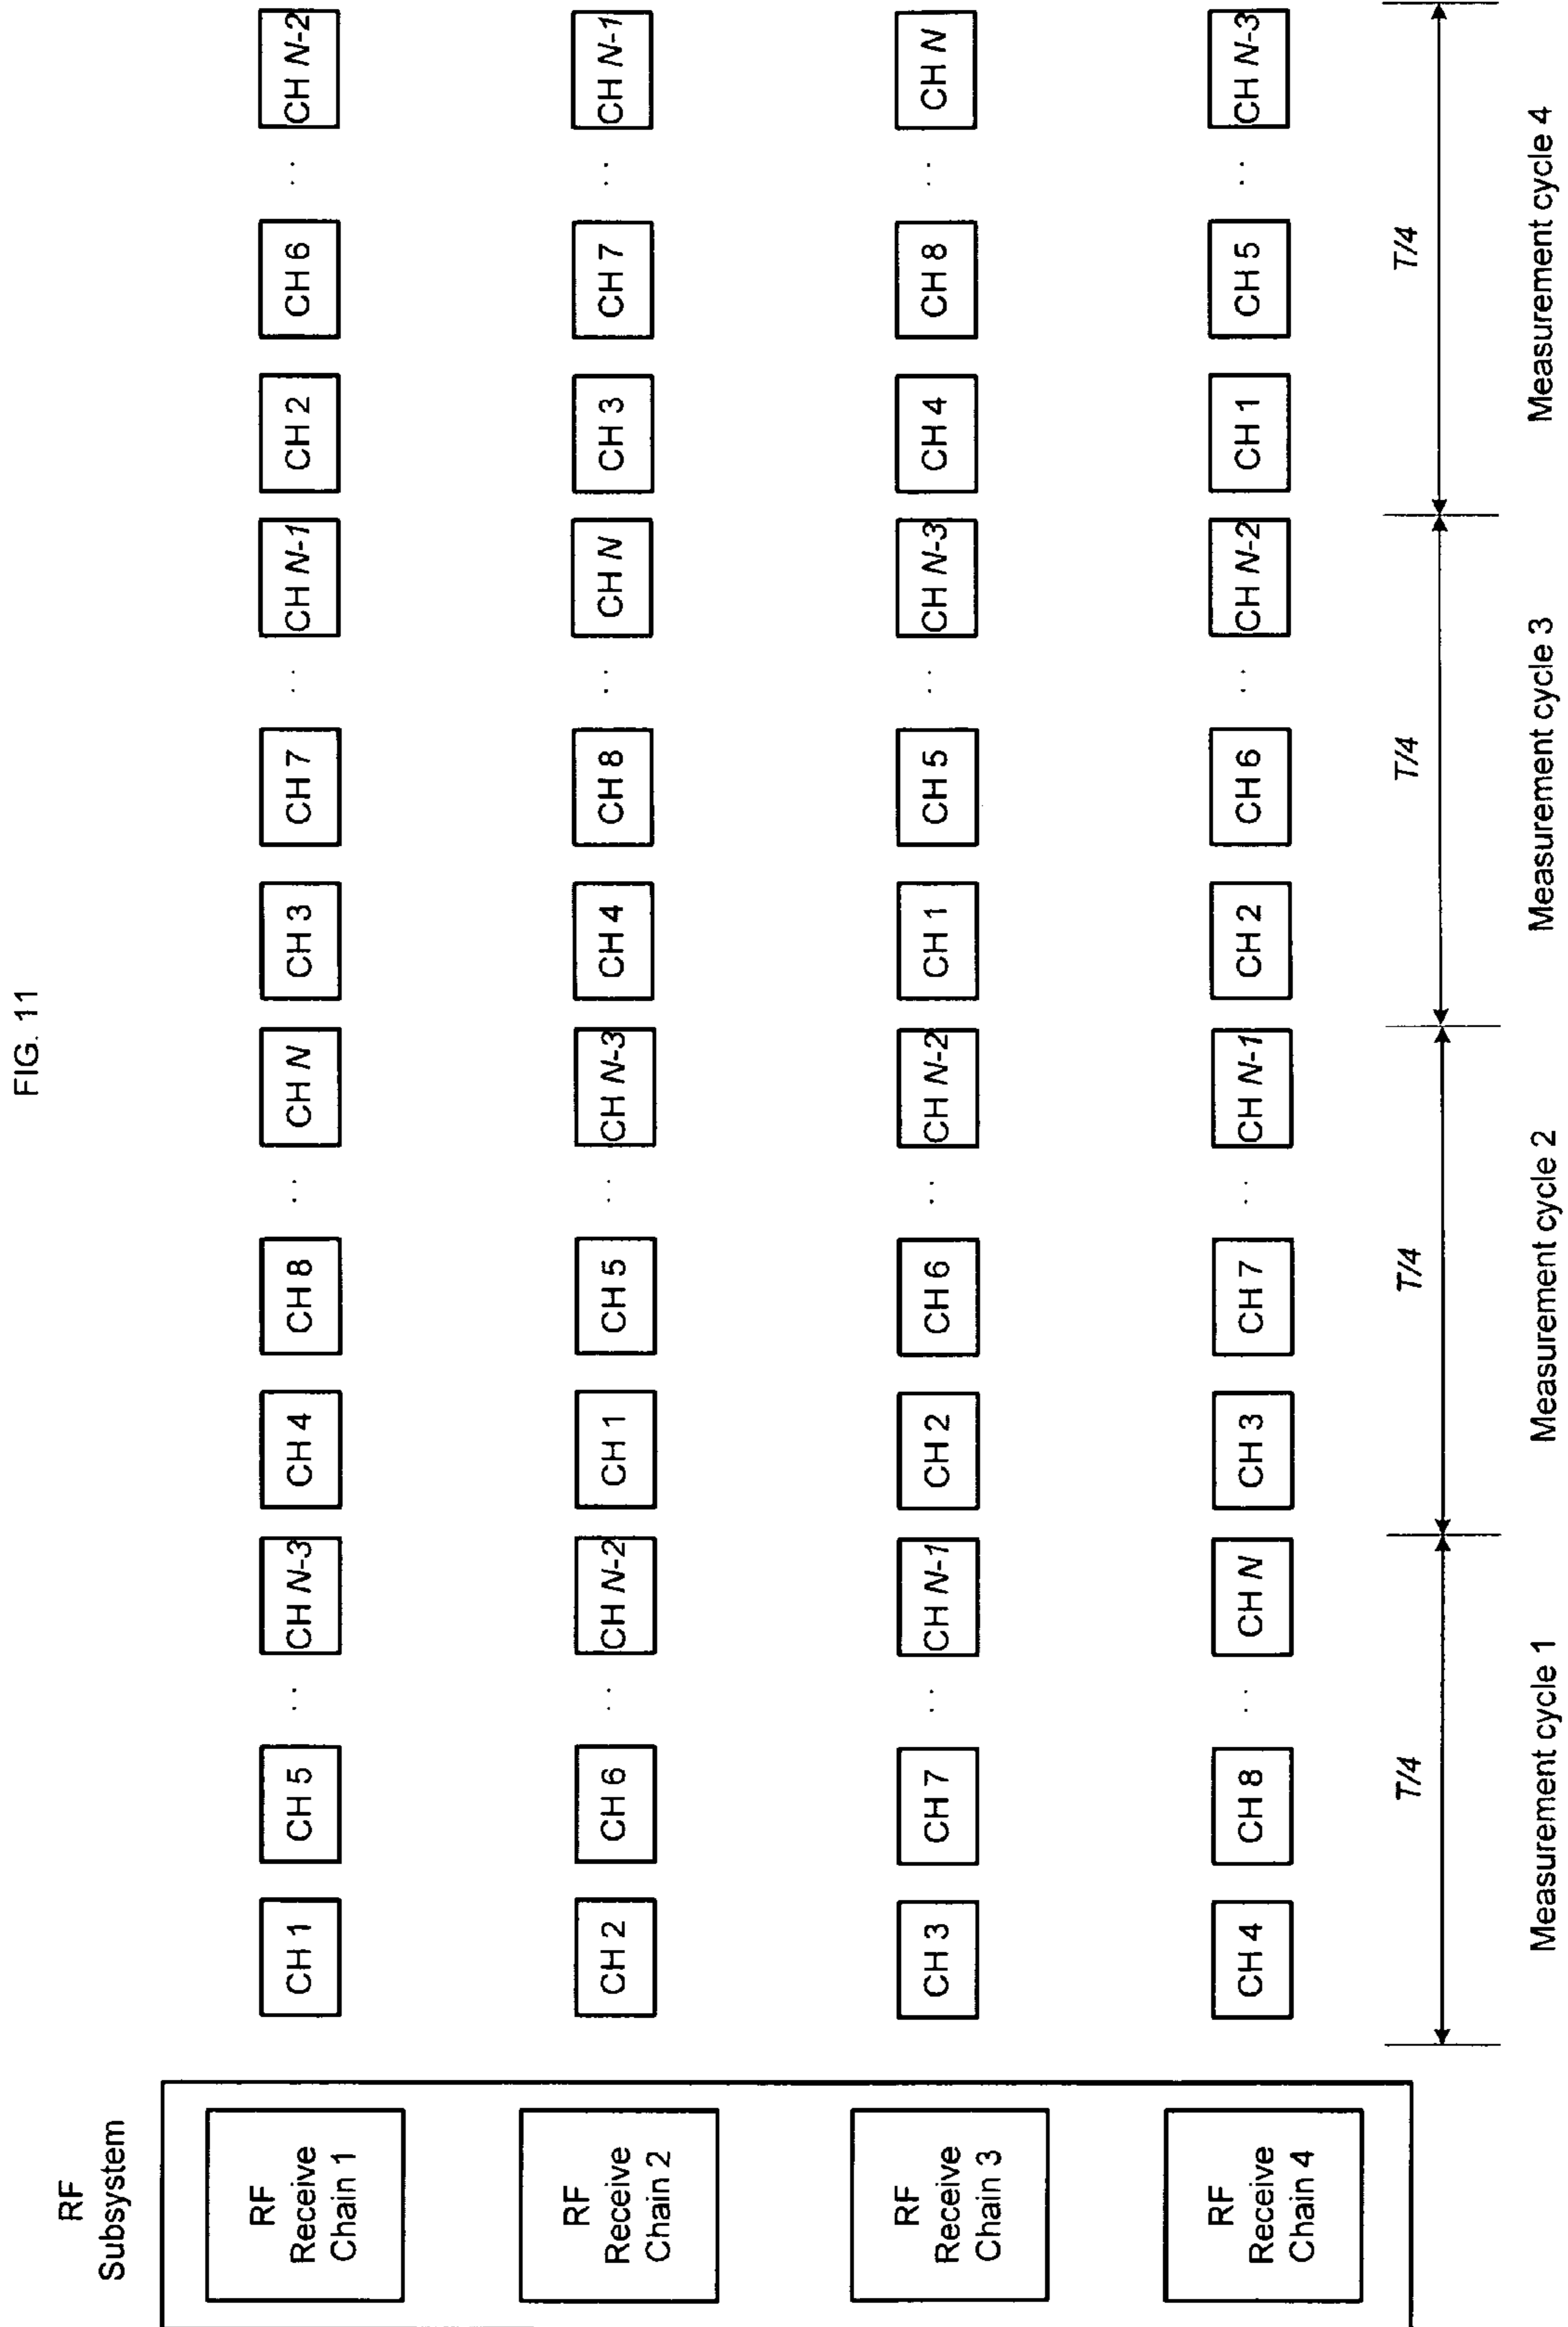 FIG. 11
RF
Subsystem
RF
Receive
Chain 1
CH 1
CH 5
..
CH N-3
CH 4
CH 8
..
CH N
CH 3
CH 7
..
CH N-1
CH 2
CH 6
..
CH N-2
RF
Receive
Chain 2
CH 2
CH 6
..
CH N-2
CH 1
CH 5
..
CH N-3
CH 4
CH 8
..
CH N
CH 3
CH 7
..
CH N-1
RF
Receive
Chain 3
CH 3
CH 7
..
CH N-1
CH 2
CH 6
..
CH N-2
CH 1
CH 5
..
CH N-3
CH 4
CH 8
..
CH N
RF
Receive
Chain 4
CH 4
CH 8
..
CH N
CH 3
CH 7
..
CH N-1
CH 2
CH 6
..
CH N-2
CH 1
CH 5
..
CH N-3
T/4
T/4
T/4
T/4
Measurement cycle 1
Measurement cycle 2
Measurement cycle 3
Measurement cycle 4